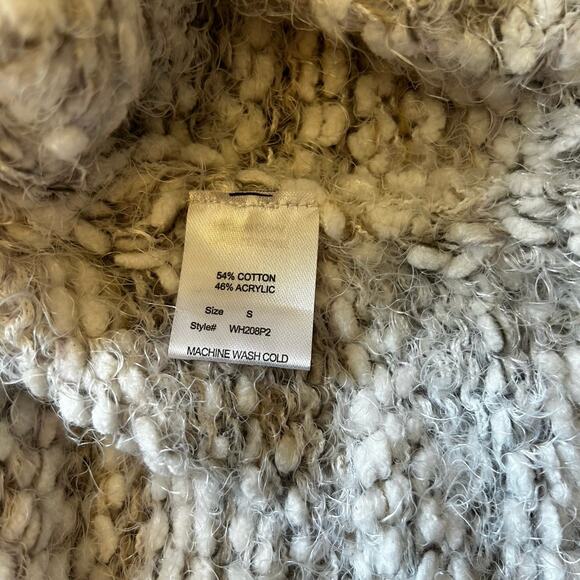 54% COTTON
46% ACRYLIC
Size S
Style# WH208P2
MACHINE WASH COLD